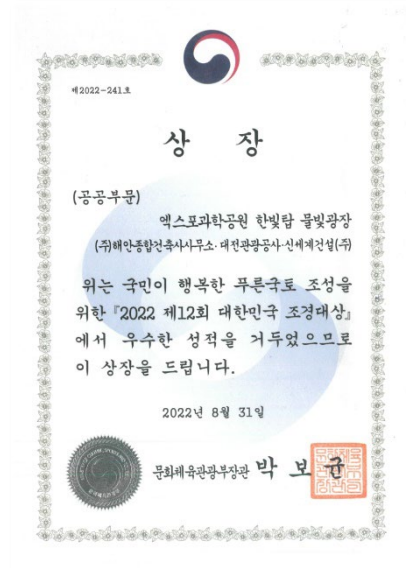 제2022-241호
상 장
(공공부문)
엑스포과학공원 한빛탑 물빛광장
(주)해안종합건축사사무소·대전관광공사·신세계건설(주)
위는 국민이 행복한 푸른국토 조성을
위한 『2022 제12회 대한민국 조경대상』
에서 우수한 성적을 거두었으므로
이 상장을 드립니다.
2022년 8월 31일
문화체육관광부장관 박 보 균